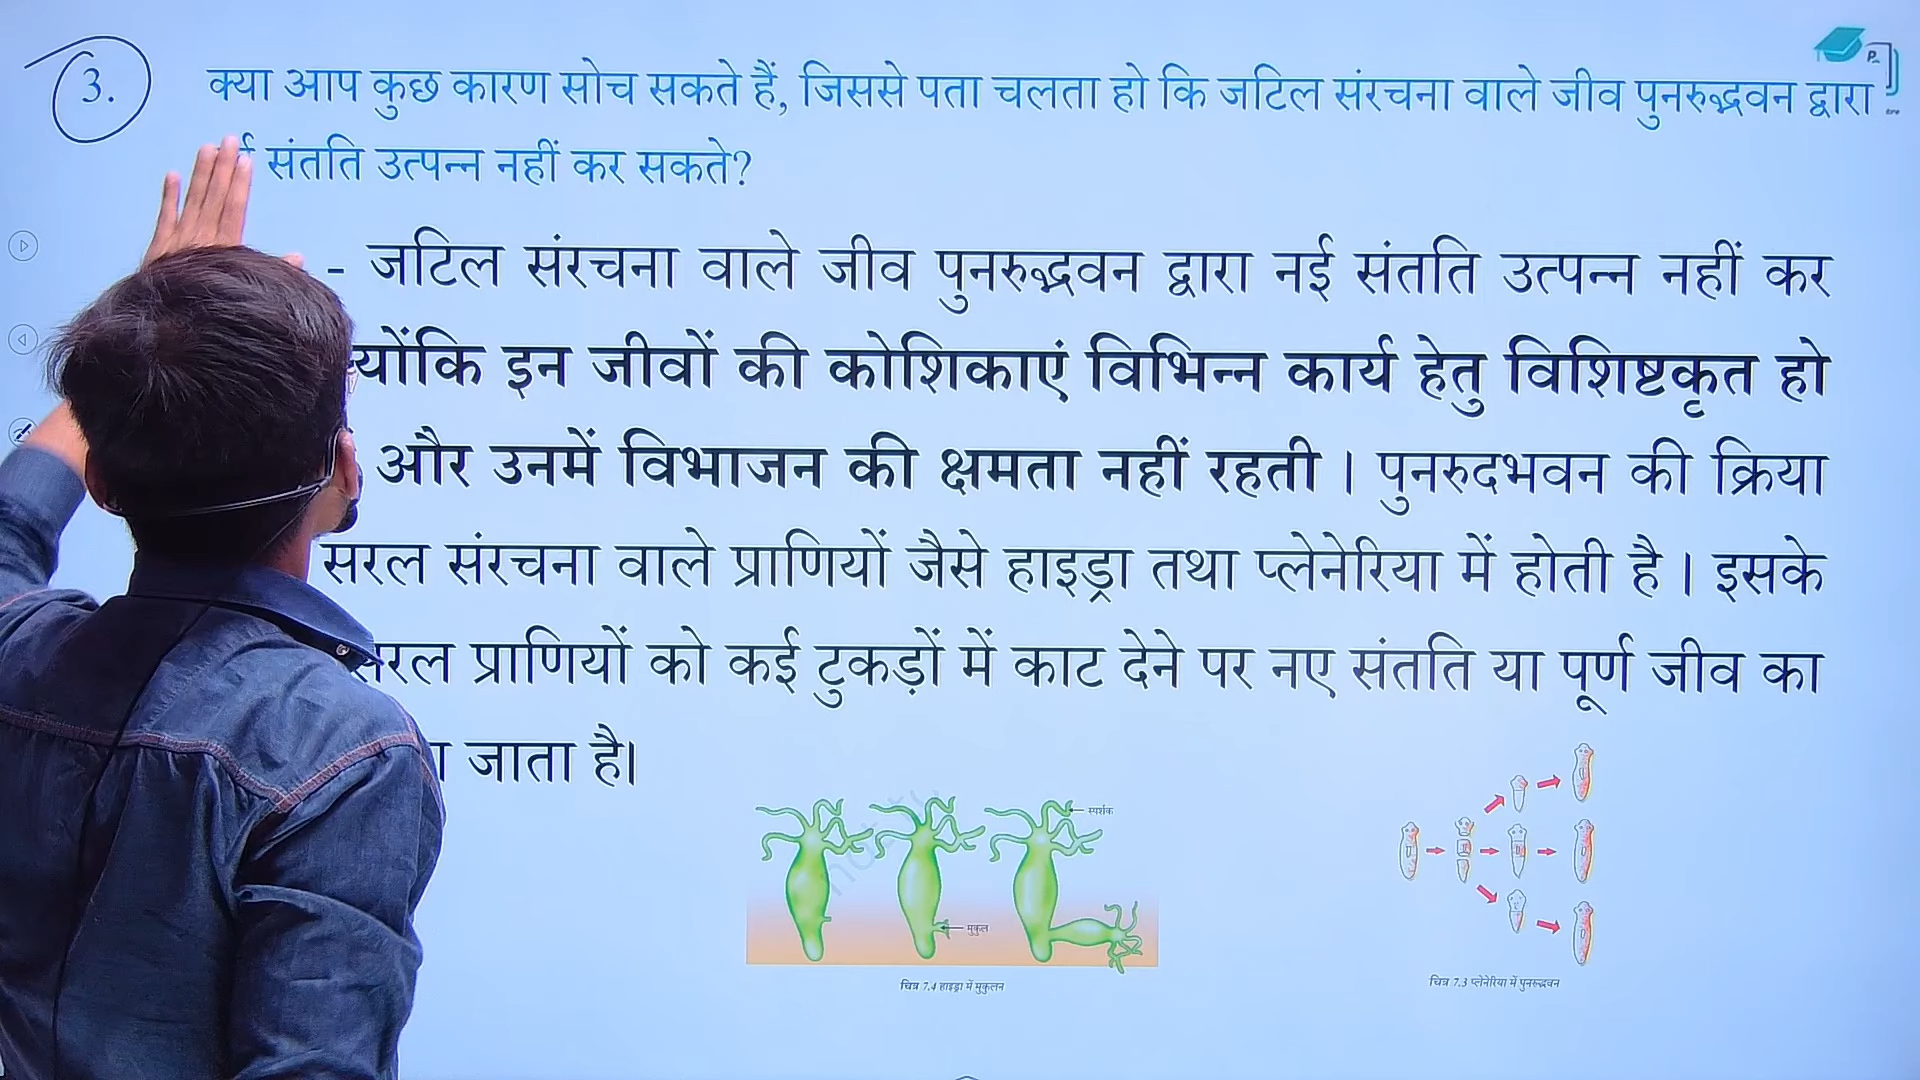 3. क्या आप कुछ कारण सोच सकते हैं, जिससे पता चलता हो कि जटिल संरचना वाले जीव पुनरुद्भवन द्वारा
संतति उत्पन्न नहीं कर सकते?
- जटिल संरचना वाले जीव पुनरुद्भवन द्वारा नई संतति उत्पन्न नहीं कर
इन जीवों की कोशिकाएं विभिन्न कार्य हेतु विशिष्टकृत हो
और उनमें विभाजन की क्षमता नहीं रहती । पुनरुदभवन की क्रिया
सरल संरचना वाले प्राणियों जैसे हाइड्रा तथा प्लेनेरिया में होती है । इसके
सरल प्राणियों को कई टुकड़ों में काट देने पर नए संतति या पूर्ण जीव का
जाता है।
स्पर्शक
मुकुल
चित्र 7.4 हाइड्रा में मुकुलन
चित्र 7.3 प्लेनेरिया में पुनरुद्भवन